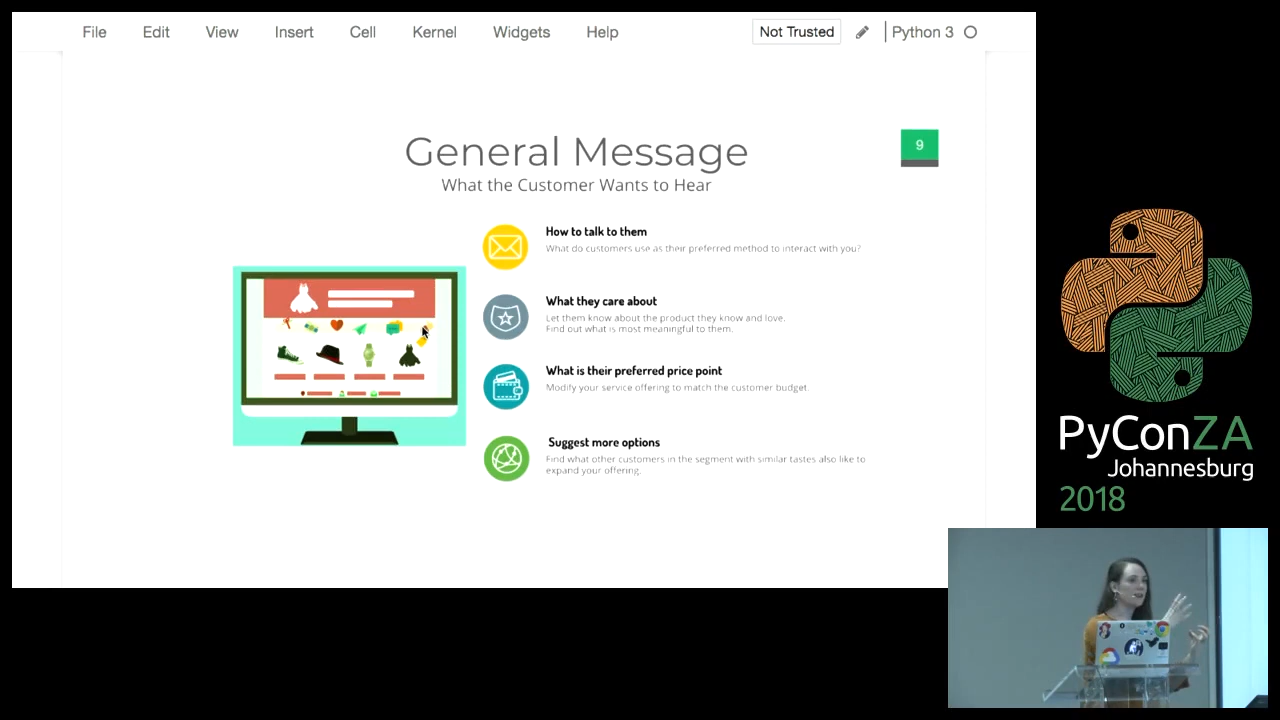 File Edit View Insert Cell Kernel Widgets Help Not Trusted Python 3
General Message
9
What the Customer Wants to Hear
How to talk to them
What do customers use as their preferred method to interact with you?
What they care about
Let them know about the product they know and love.
Find out what is most meaningful to them.
What is their preferred price point
Modify your service offering to match the customer budget.
Suggest more options
Find what other customers in the segment with similar tastes also like to
expand your offering.
PyConZA
Johannesburg
2018